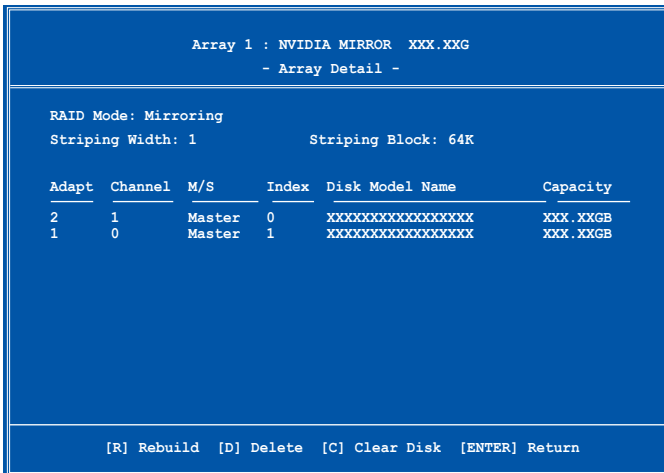 Array 1 : NVIDIA MIRROR XXX.XXG
- Array Detail -
RAID Mode: Mirroring
Striping Width: 1 Striping Block: 64K
Adapt Channel M/S Index Disk Model Name Capacity
2 1 Master 0 XXXXXXXXXXXXXXXXX XXX.XXGB
1 0 Master 1 XXXXXXXXXXXXXXXXX XXX.XXGB
[R] Rebuild [D] Delete [C] Clear Disk [ENTER] Return